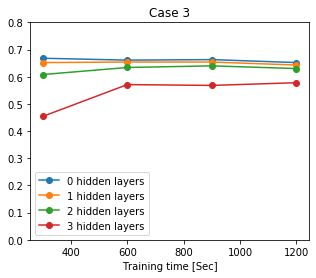 Case 3
0.8
0.7
0.6
0.5
0.4
0.3
0.2
0.1
0.0
0 hidden layers
1 hidden layers
2 hidden layers
3 hidden layers
400 600 800 1000 1200
Training time [Sec]